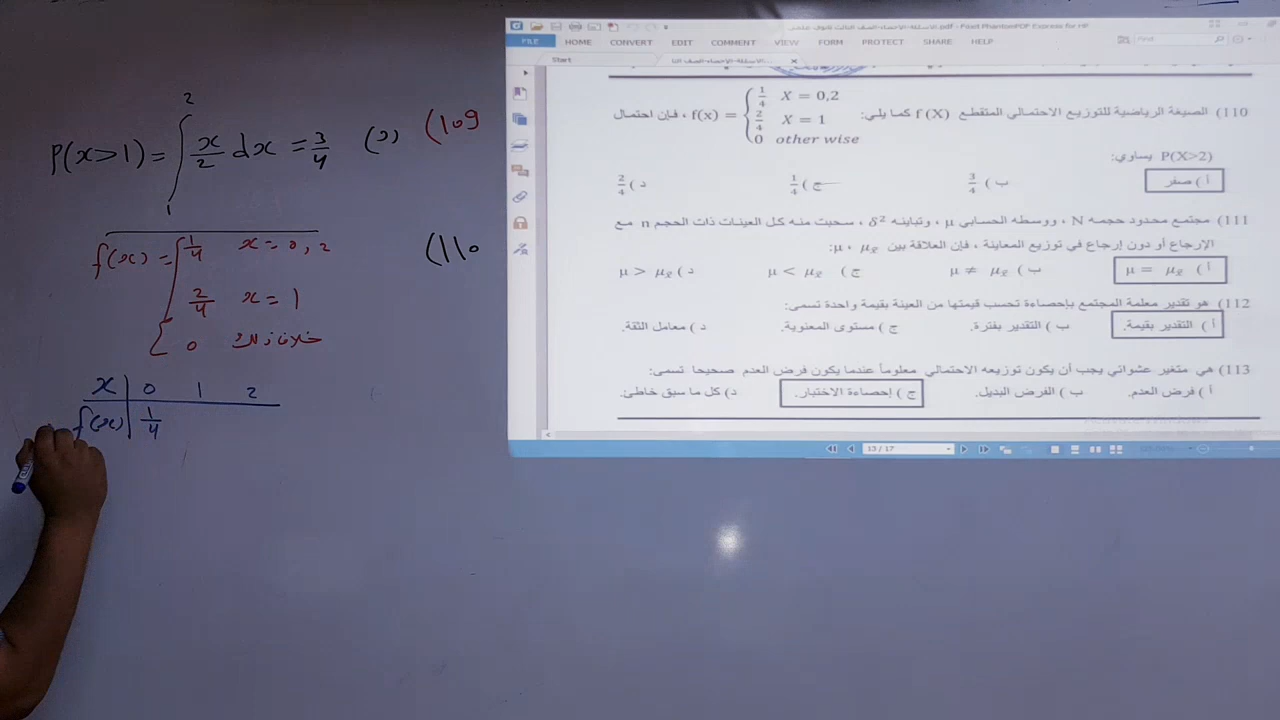 P(x>1) = ∫₁² x/2 dx = 3/4 (د (109
f(x) = { 1/4 x = 0, 2 (110
2/4 x = 1
0 خلاف ذلك
x 0 1 2
f(x) 1/4
FILE HOME CONVERT EDIT COMMENT VIEW FORM PROTECT SHARE HELP
Find
Start
110) الصيغة الرياضية للتوزيع الاحتمالي المتقطع f (X) كما يلي: f(x) = { 1/4 X = 0,2 ، فإن احتمال
2/4 X = 1
0 other wise
P(X>2) يساوي:
أ ) صفر ب ) 3/4 ج ) 1/4 د ) 2/4
111) مجتمع محدود حجمه N ، ووسطه الحسابي μ ، وتباينه δ² ، سحبت منه كل العينات ذات الحجم n مع
الإرجاع أو دون إرجاع في توزيع المعاينة ، فإن العلاقة بين μ ، μx̄:
أ ) μ = μx̄ ب ) μ ≠ μx̄ ج ) μ < μx̄ د ) μ > μx̄
112) هو تقدير معلمة المجتمع بإحصاءة تحسب قيمتها من العينة بقيمة واحدة تسمى:
أ ) التقدير بقيمة. ب ) التقدير بفترة. ج ) مستوى المعنوية. د ) معامل الثقة.
113) هي متغير عشوائي يجب أن يكون توزيعه الاحتمالي معلوماً عندما يكون فرض العدم صحيحا تسمى:
أ ) فرض العدم. ب ) الفرض البديل. ج ) إحصاءة الاختبار. د) كل ما سبق خاطئ.
13 / 17